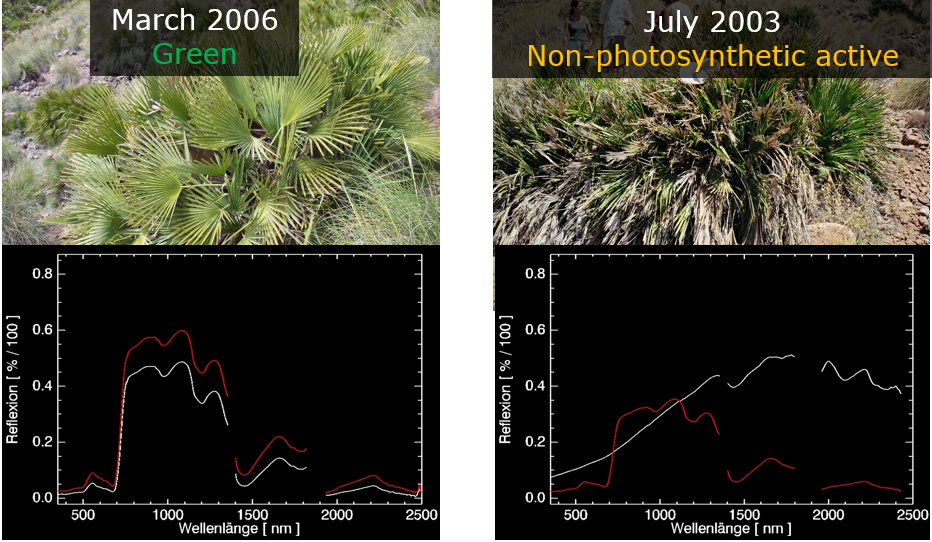 March 2006
Green
July 2003
Non-photosynthetic active
0.8
0.6
0.4
0.2
0.0
Reflexion [ % / 100 ]
500 1000 1500 2000 2500
Wellenlänge [ nm ]
0.8
0.6
0.4
0.2
0.0
Reflexion [ % / 100 ]
500 1000 1500 2000 2500
Wellenlänge [ nm ]